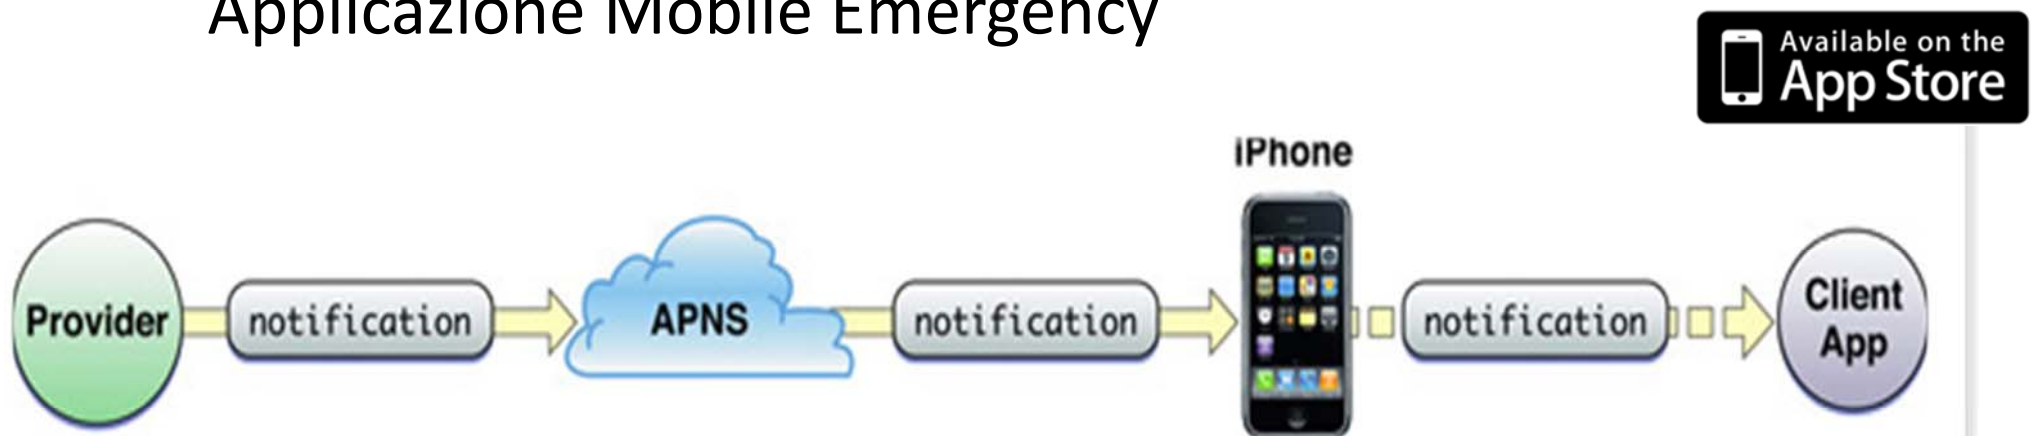 Applicazione Mobile Emergency
Available on the
App Store
iPhone
Provider
notification
APNS
notification
notification
Client
App